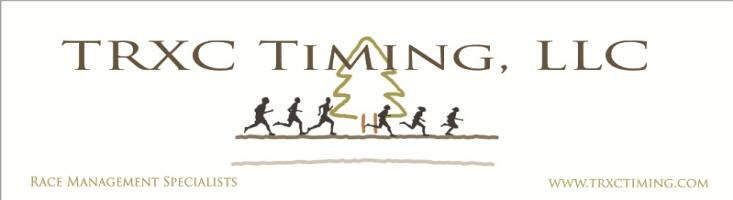 TRXC TIMING, LLC
RACE MANAGEMENT SPECIALISTS
WWW.TRXCTIMING.COM